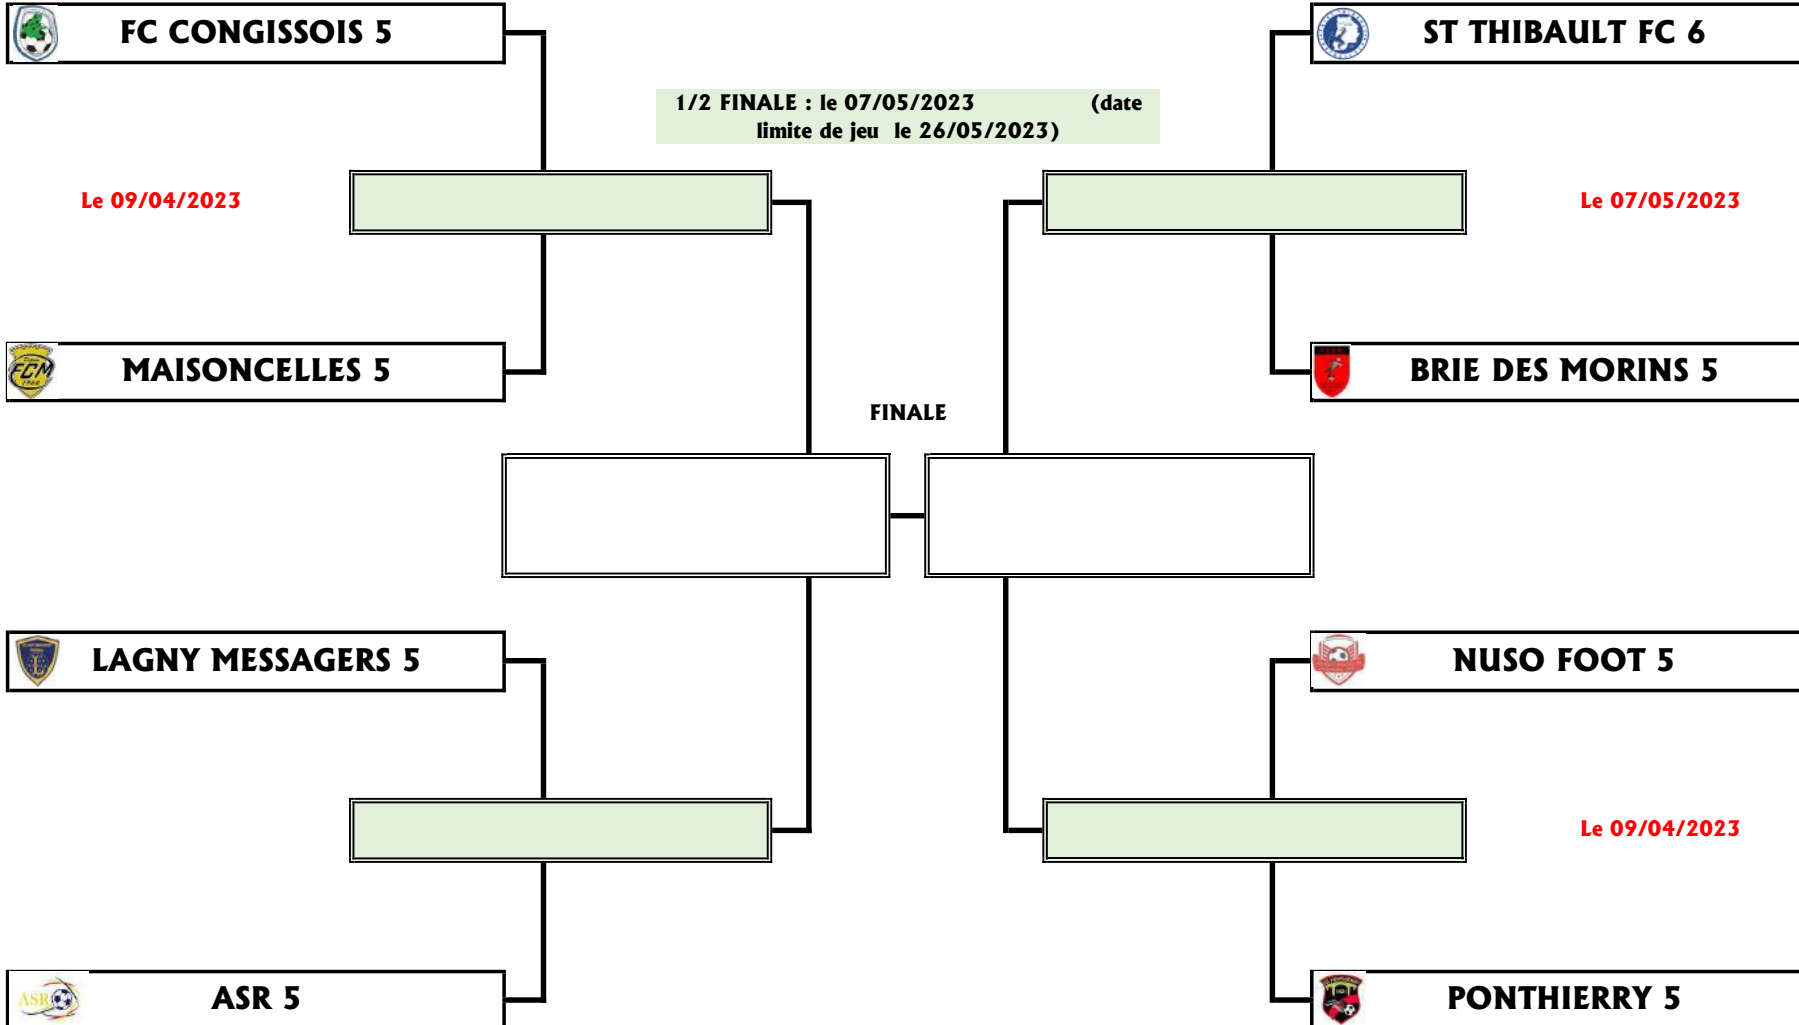 FC CONGISSOIS 5
ST THIBAULT FC 6
1/2 FINALE : le 07/05/2023 (date
limite de jeu le 26/05/2023)
Le 09/04/2023
Le 07/05/2023
MAISONCELLES 5
FCM
BRIE DES MORINS 5
FINALE
LAGNY MESSAGERS 5
NUSO FOOT 5
Le 09/04/2023
ASR
ASR 5
PONTHIERRY 5